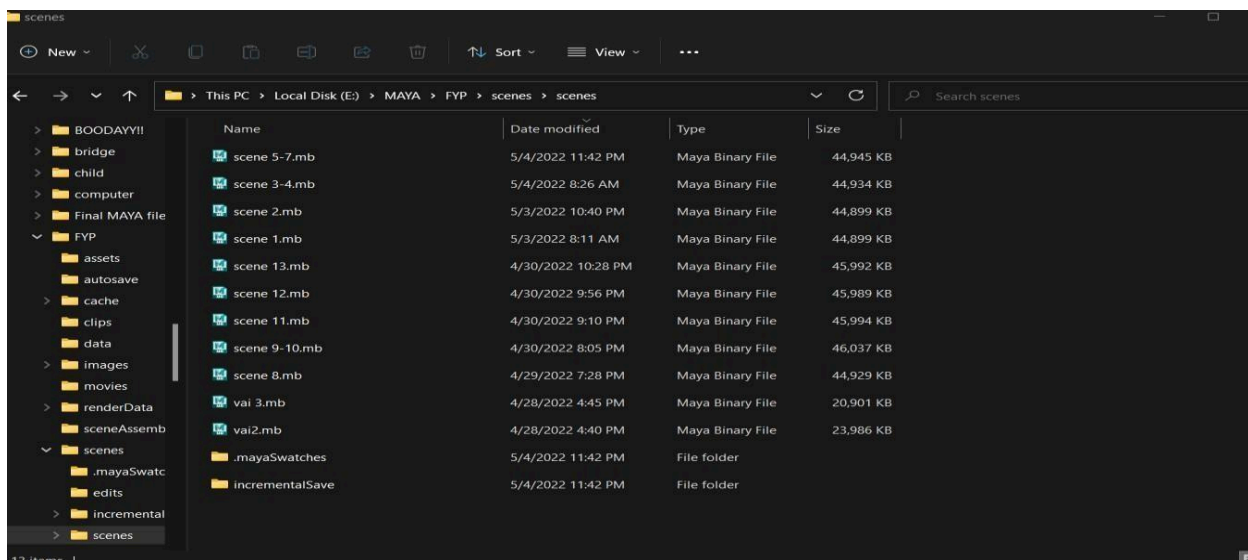 scenes
New Sort View
This PC > Local Disk (E:) > MAYA > FYP > scenes > scenes Search scenes
BOODAYY!!
bridge
child
computer
Final MAYA file
FYP
assets
autosave
cache
clips
data
images
movies
renderData
sceneAssemb
scenes
.mayaSwatc
edits
incremental
scenes
Name Date modified Type Size
scene 5-7.mb 5/4/2022 11:42 PM Maya Binary File 44,945 KB
scene 3-4.mb 5/4/2022 8:26 AM Maya Binary File 44,934 KB
scene 2.mb 5/3/2022 10:40 PM Maya Binary File 44,899 KB
scene 1.mb 5/3/2022 8:11 AM Maya Binary File 44,899 KB
scene 13.mb 4/30/2022 10:28 PM Maya Binary File 45,992 KB
scene 12.mb 4/30/2022 9:56 PM Maya Binary File 45,989 KB
scene 11.mb 4/30/2022 9:10 PM Maya Binary File 45,994 KB
scene 9-10.mb 4/30/2022 8:05 PM Maya Binary File 46,037 KB
scene 8.mb 4/29/2022 7:28 PM Maya Binary File 44,929 KB
vai 3.mb 4/28/2022 4:45 PM Maya Binary File 20,901 KB
vai2.mb 4/28/2022 4:40 PM Maya Binary File 23,986 KB
.mayaSwatches 5/4/2022 11:42 PM File folder
incrementalSave 5/4/2022 11:42 PM File folder